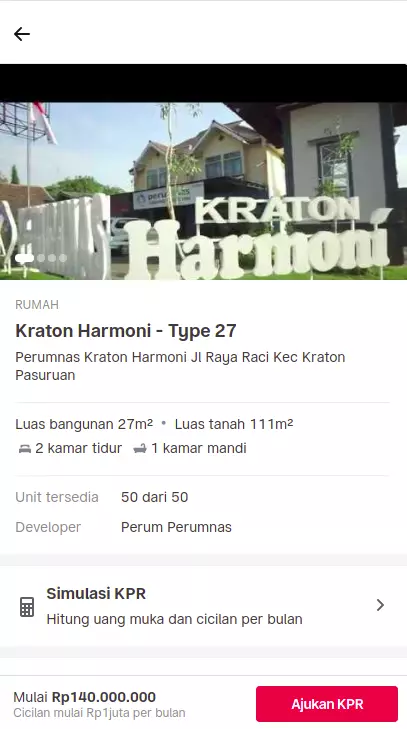 KRATON
Harmoni
RUMAH
Kraton Harmoni - Type 27
Perumnas Kraton Harmoni Jl Raya Raci Kec Kraton
Pasuruan
Luas bangunan 27m² • Luas tanah 111m²
2 kamar tidur 1 kamar mandi
Unit tersedia 50 dari 50
Developer Perum Perumnas
Simulasi KPR
Hitung uang muka dan cicilan per bulan
Mulai Rp140.000.000
Cicilan mulai Rp1juta per bulan
Ajukan KPR